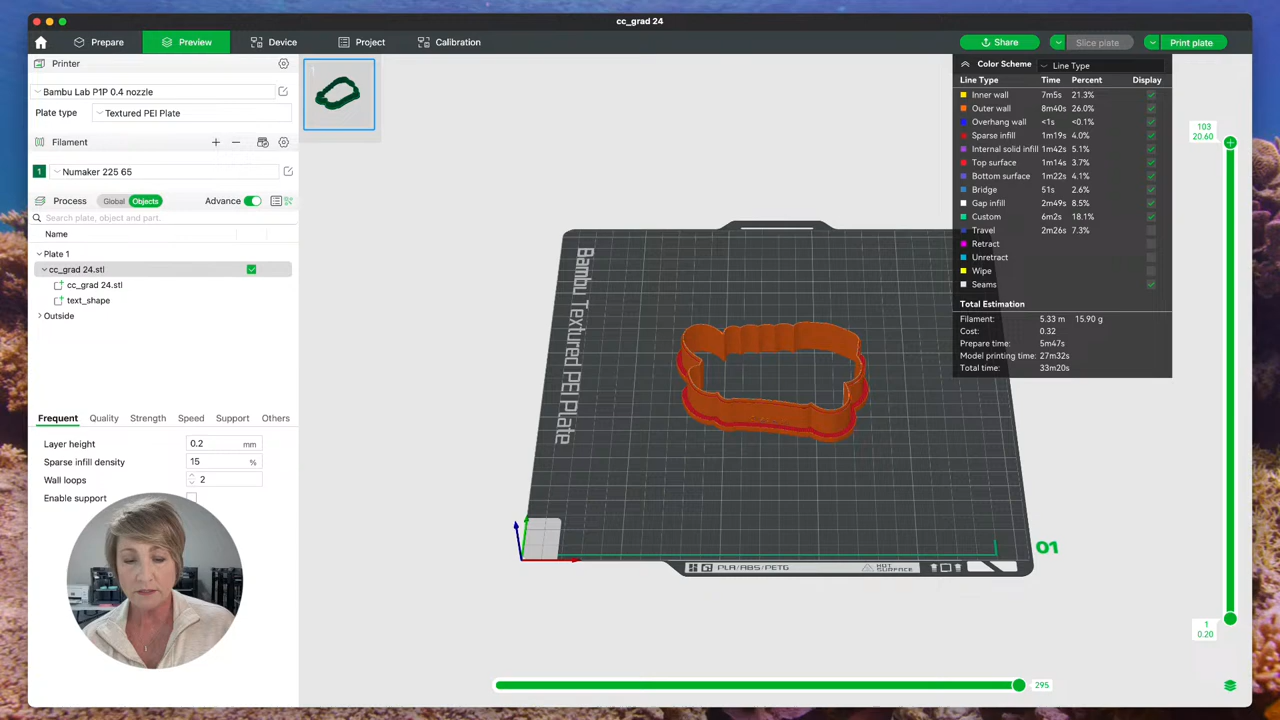 cc_grad 24
Prepare
Preview
Device
Project
Calibration
Share
Slice plate
Print plate
Printer
Bambu Lab P1P 0.4 nozzle
Plate type
Textured PEI Plate
Filament
1
Numaker 225 65
Process
Global
Objects
Advance
Search plate, object and part.
Name
Plate 1
cc_grad 24.stl
cc_grad 24.stl
text_shape
Outside
Frequent
Quality
Strength
Speed
Support
Others
Layer height
0.2
mm
Sparse infill density
15
%
Wall loops
2
Enable support
1
Bambu Textured PEI Plate
PLA/ABS/PETG
HOT
SURFACE
01
Color Scheme
Line Type
Line Type Time Percent Display
Inner wall 7m5s 21.3%
Outer wall 8m40s 26.0%
Overhang wall <1s <0.1%
Sparse infill 1m19s 4.0%
Internal solid infill 1m42s 5.1%
Top surface 1m14s 3.7%
Bottom surface 1m22s 4.1%
Bridge 51s 2.6%
Gap infill 2m49s 8.5%
Custom 6m2s 18.1%
Travel 2m26s 7.3%
Retract
Unretract
Wipe
Seams
Total Estimation
Filament: 5.33 m 15.90 g
Cost: 0.32
Prepare time: 5m47s
Model printing time: 27m32s
Total time: 33m20s
103
20.60
1
0.20
295